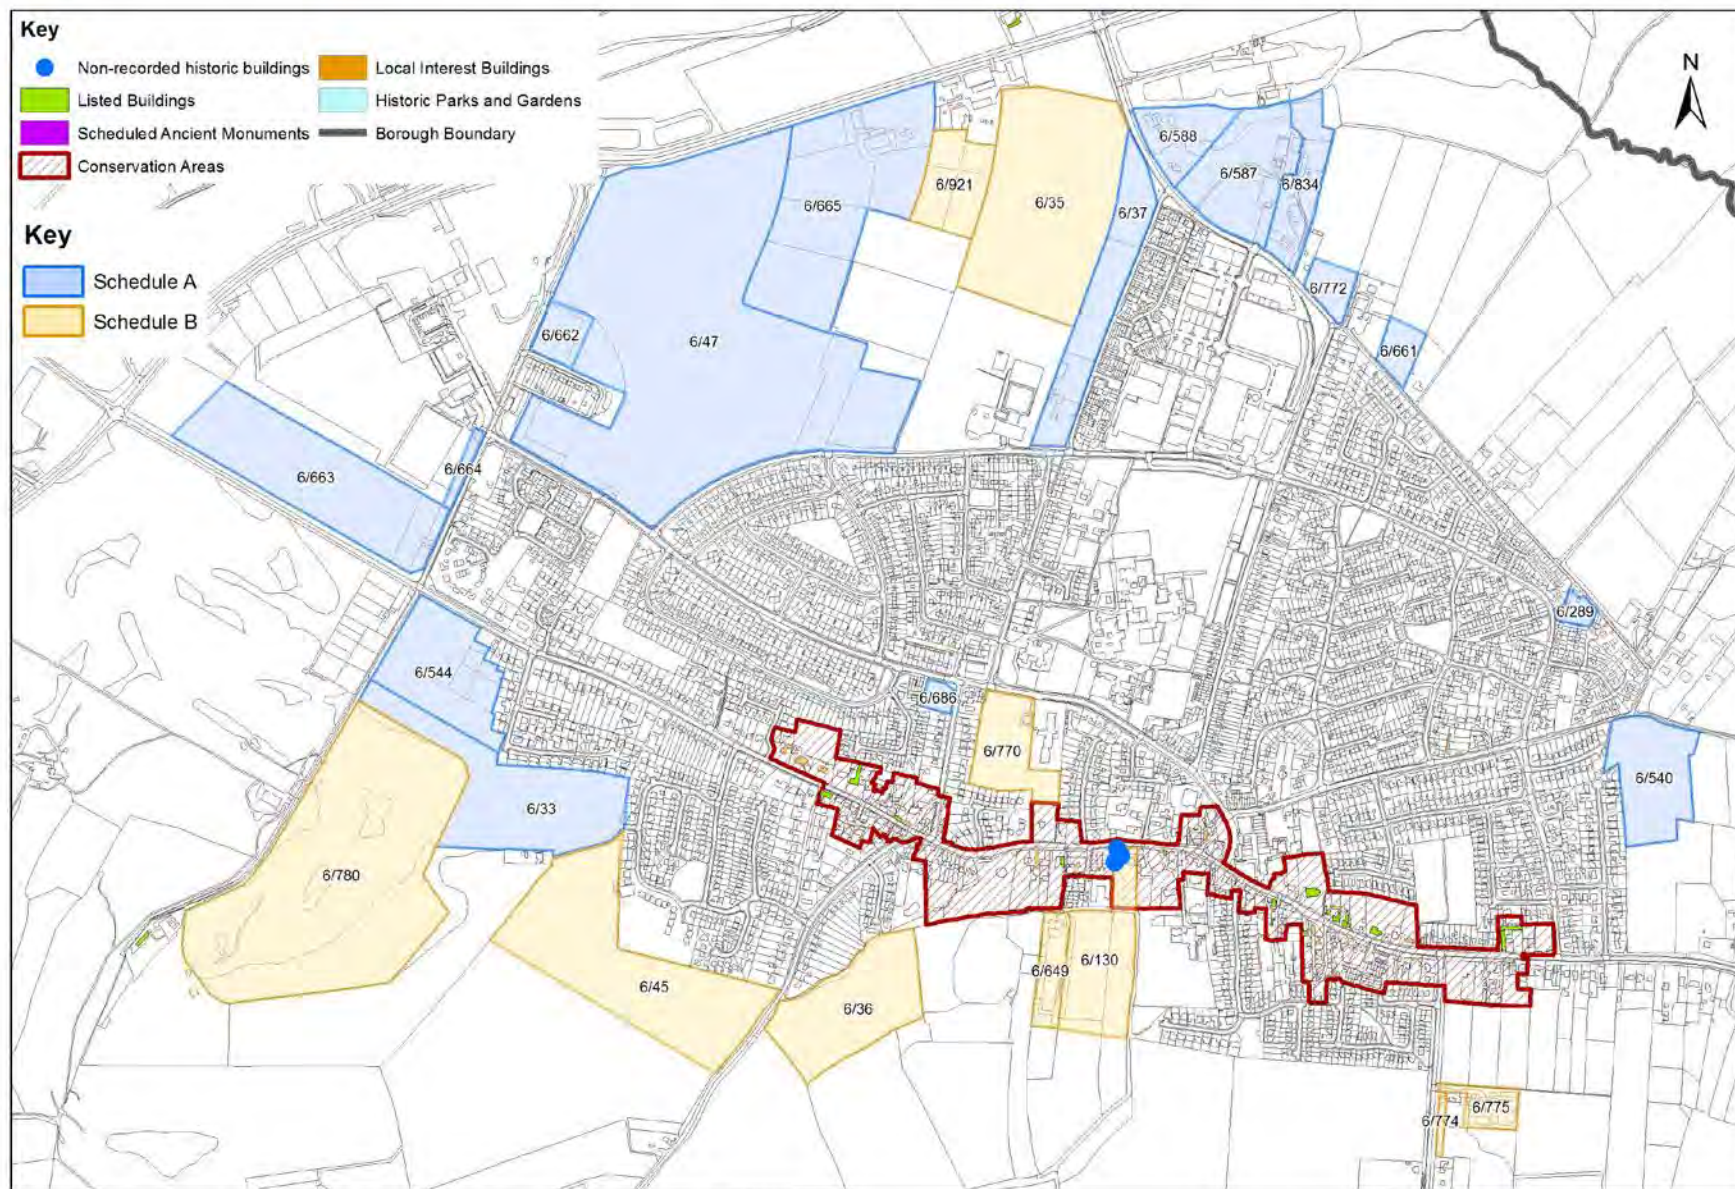 Key
Non-recorded historic buildings
Local Interest Buildings
Listed Buildings
Historic Parks and Gardens
Scheduled Ancient Monuments
Borough Boundary
Conservation Areas
Key
Schedule A
Schedule B
N
6/588
6/587
6/834
6/921
6/665
6/35
6/37
6/772
6/662
6/47
6/661
6/663
6/664
6/289
6/544
6/686
6/770
6/540
6/33
6/780
6/649
6/130
6/45
6/36
6/774
6/775